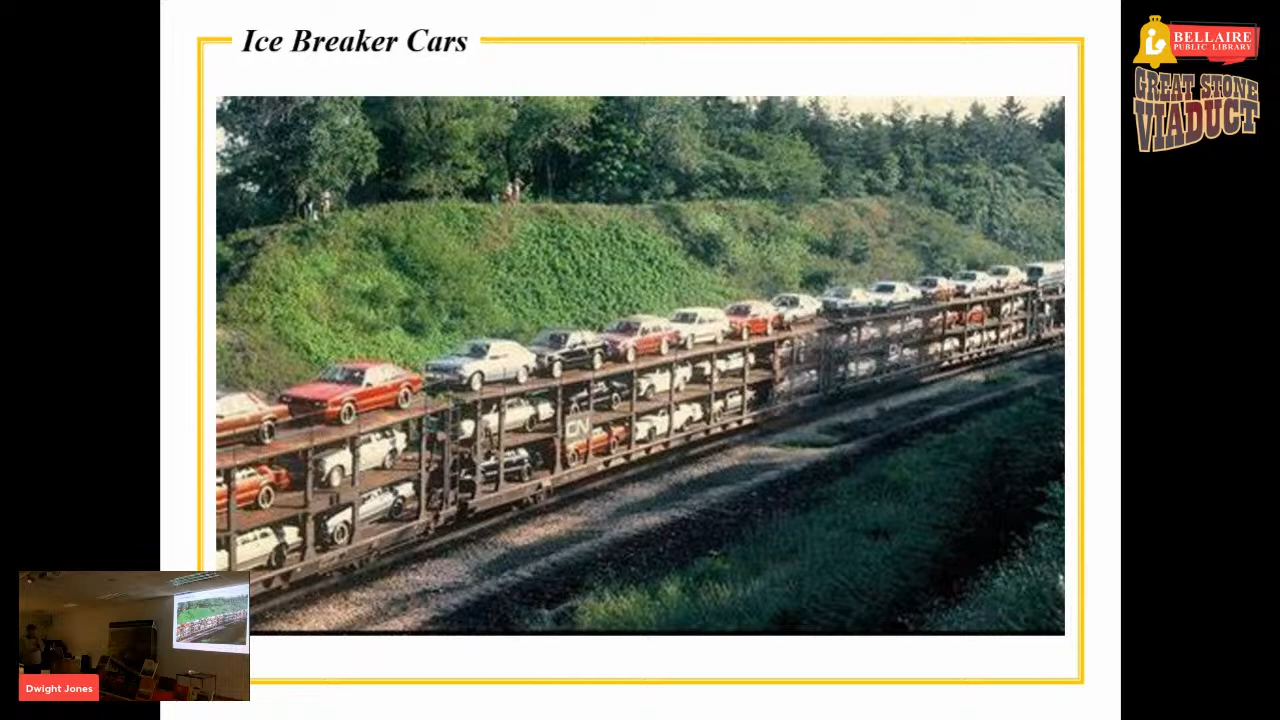 Ice Breaker Cars
BELLAIRE
PUBLIC LIBRARY
GREAT STONE
VIADUCT
CN
Dwight Jones